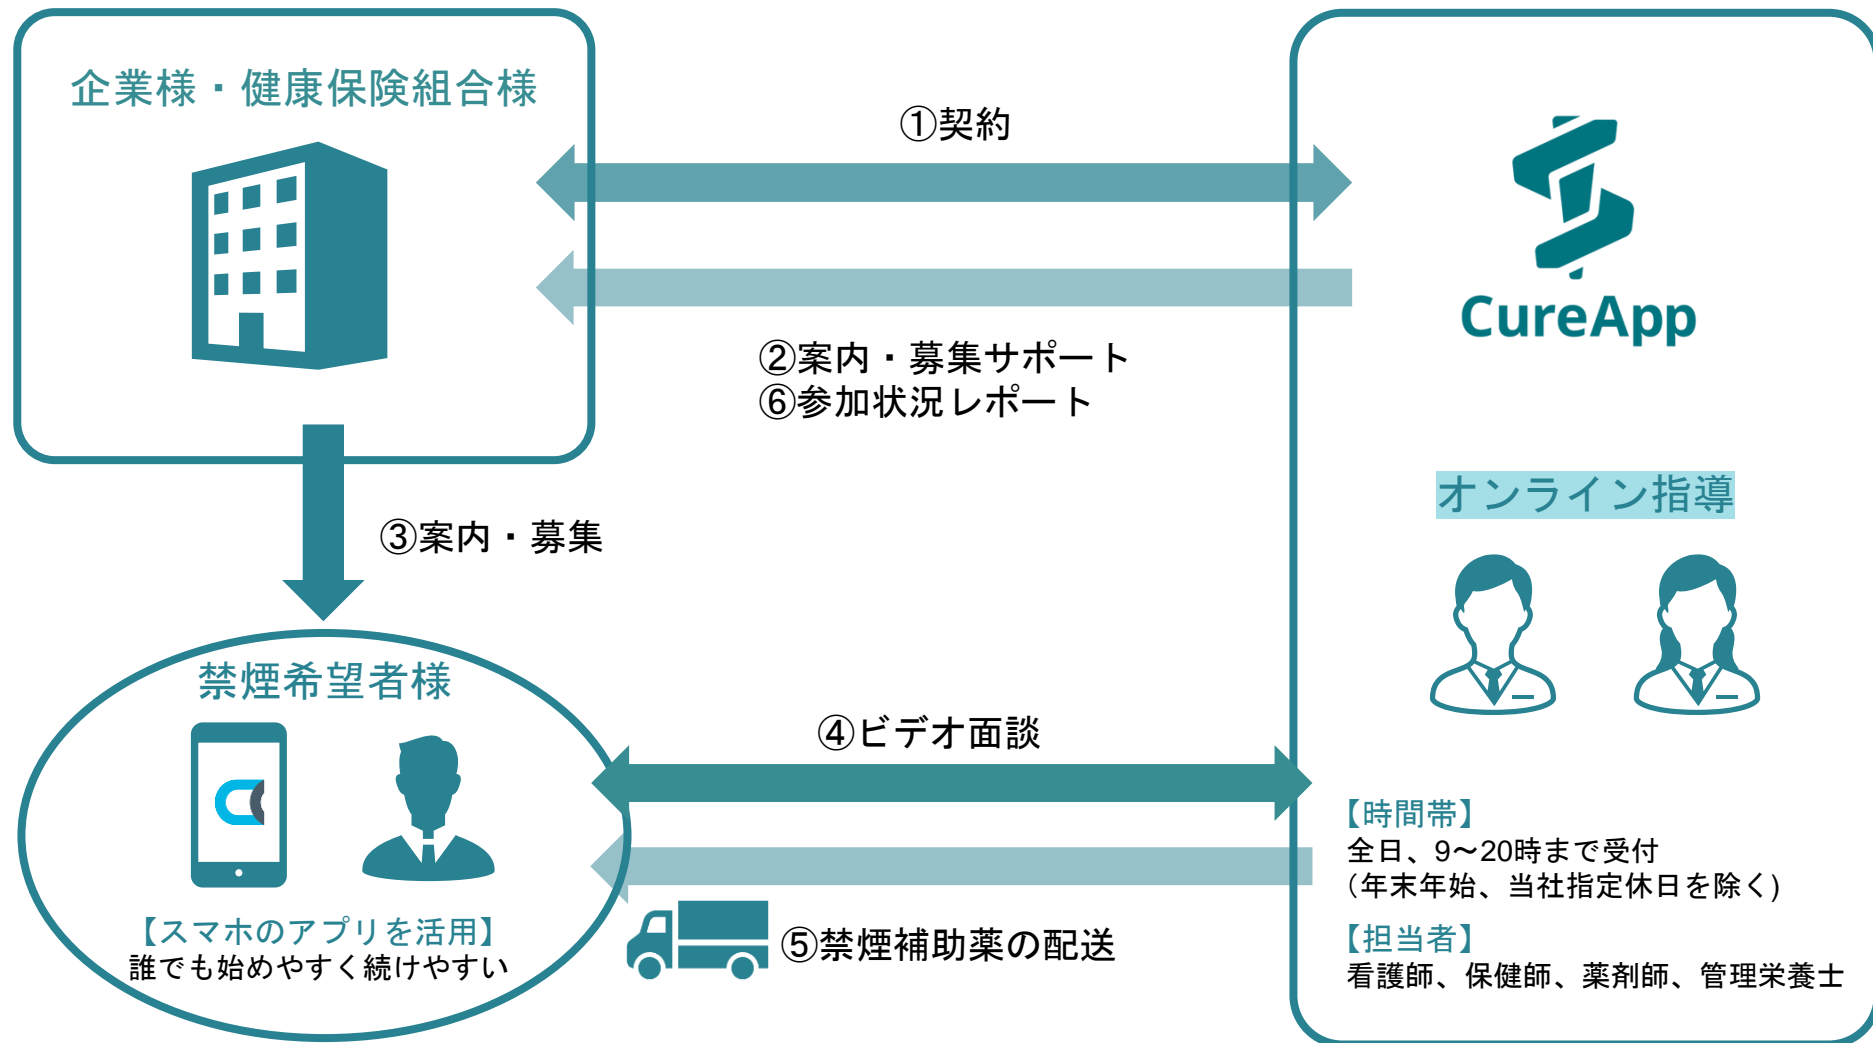 企業様・健康保険組合様
①契約
CureApp
②案内・募集サポート
⑥参加状況レポート
オンライン指導
③案内・募集
禁煙希望者様
④ビデオ面談
【スマホのアプリを活用】
誰でも始めやすく続けやすい
⑤禁煙補助薬の配送
【時間帯】
全日、9〜20時まで受付
（年末年始、当社指定休日を除く)
【担当者】
看護師、保健師、薬剤師、管理栄養士